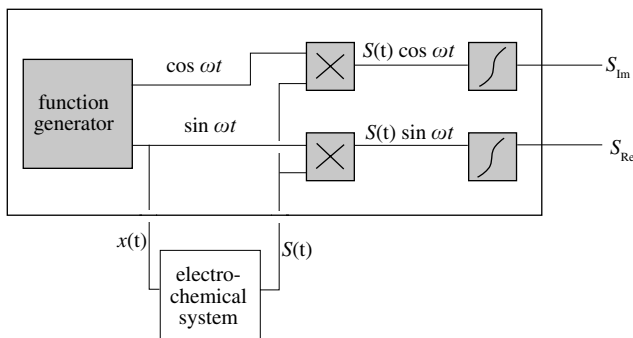 cos ωt
S(t) cos ωt
S_Im
function
generator
sin ωt
S(t) sin ωt
S_Re
x(t)
S(t)
electro-
chemical
system